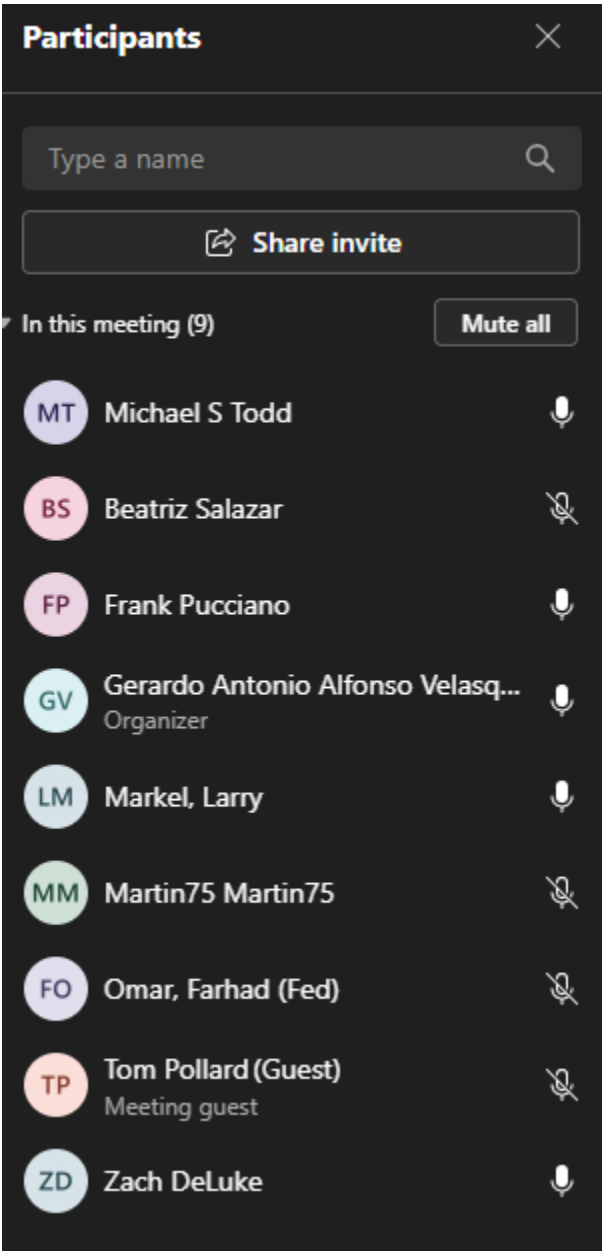 Participants
Type a name
Share invite
In this meeting (9) Mute all
MT Michael S Todd
BS Beatriz Salazar
FP Frank Pucciano
GV Gerardo Antonio Alfonso Velasq...
Organizer
LM Markel, Larry
MM Martin75 Martin75
FO Omar, Farhad (Fed)
TP Tom Pollard (Guest)
Meeting guest
ZD Zach DeLuke